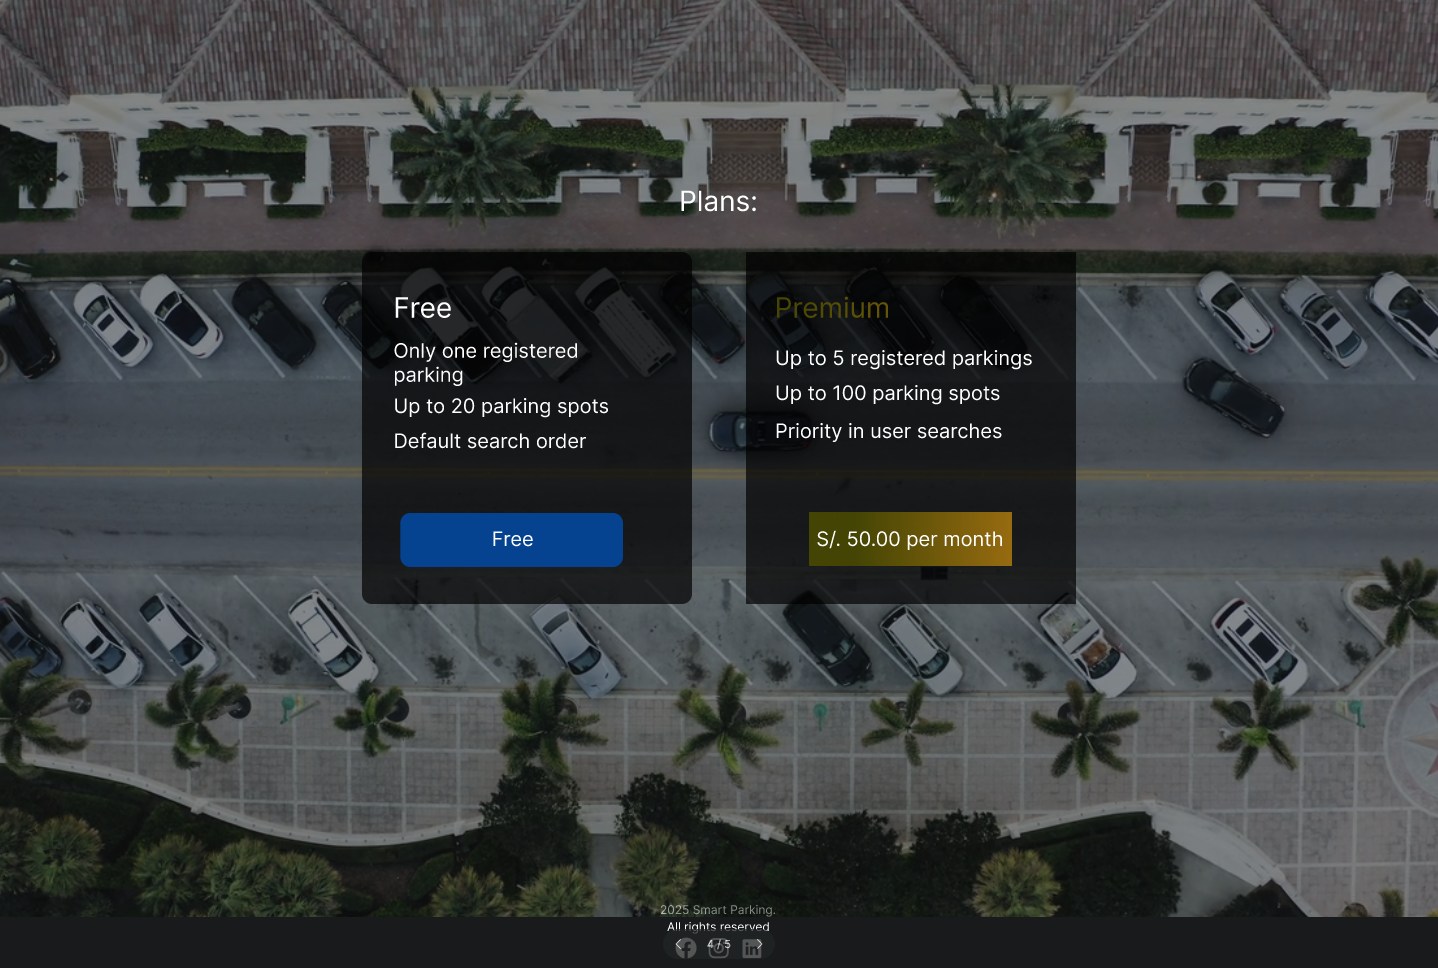 Plans:
Free
Only one registered
parking
Up to 20 parking spots
Default search order
Free
Premium
Up to 5 registered parkings
Up to 100 parking spots
Priority in user searches
S/. 50.00 per month
2025 Smart Parking.
All rights reserved
4 / 5